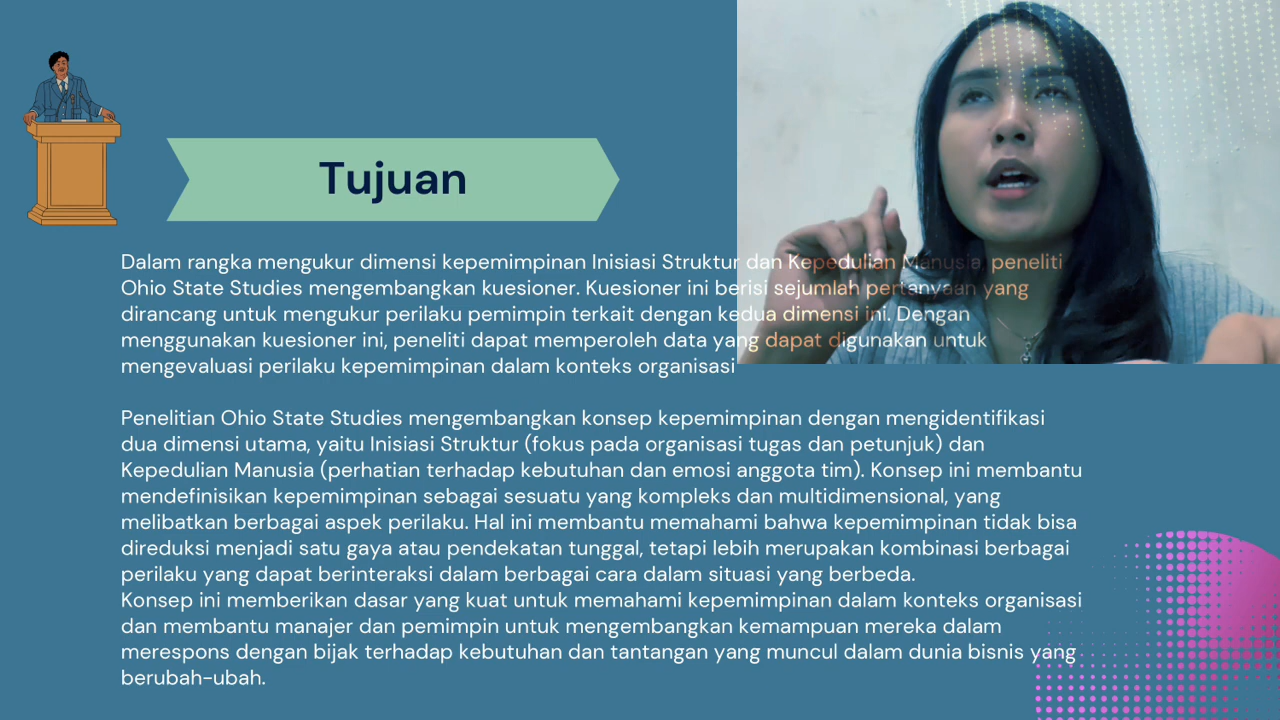 Tujuan
Dalam rangka mengukur dimensi kepemimpinan Inisiasi Struktur dan Kepedulian Manusia, peneliti
Ohio State Studies mengembangkan kuesioner. Kuesioner ini berisi sejumlah pertanyaan yang
dirancang untuk mengukur perilaku pemimpin terkait dengan kedua dimensi ini. Dengan
menggunakan kuesioner ini, peneliti dapat memperoleh data yang dapat digunakan untuk
mengevaluasi perilaku kepemimpinan dalam konteks organisasi
Penelitian Ohio State Studies mengembangkan konsep kepemimpinan dengan mengidentifikasi
dua dimensi utama, yaitu Inisiasi Struktur (fokus pada organisasi tugas dan petunjuk) dan
Kepedulian Manusia (perhatian terhadap kebutuhan dan emosi anggota tim). Konsep ini membantu
mendefinisikan kepemimpinan sebagai sesuatu yang kompleks dan multidimensional, yang
melibatkan berbagai aspek perilaku. Hal ini membantu memahami bahwa kepemimpinan tidak bisa
direduksi menjadi satu gaya atau pendekatan tunggal, tetapi lebih merupakan kombinasi berbagai
perilaku yang dapat berinteraksi dalam berbagai cara dalam situasi yang berbeda.
Konsep ini memberikan dasar yang kuat untuk memahami kepemimpinan dalam konteks organisasi
dan membantu manajer dan pemimpin untuk mengembangkan kemampuan mereka dalam
merespons dengan bijak terhadap kebutuhan dan tantangan yang muncul dalam dunia bisnis yang
berubah-ubah.